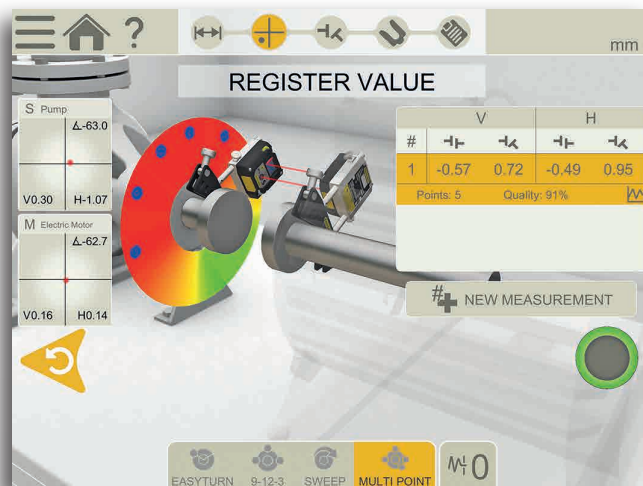 ?
mm
REGISTER VALUE
S Pump
∡-63.0
V0.30 H-1.07
M Electric Motor
∡-62.7
V0.16 H0.14
V H
#
1 -0.57 0.72 -0.49 0.95
Points: 5 Quality: 91%
# NEW MEASUREMENT
0
EASYTURN 9-12-3 SWEEP MULTI POINT